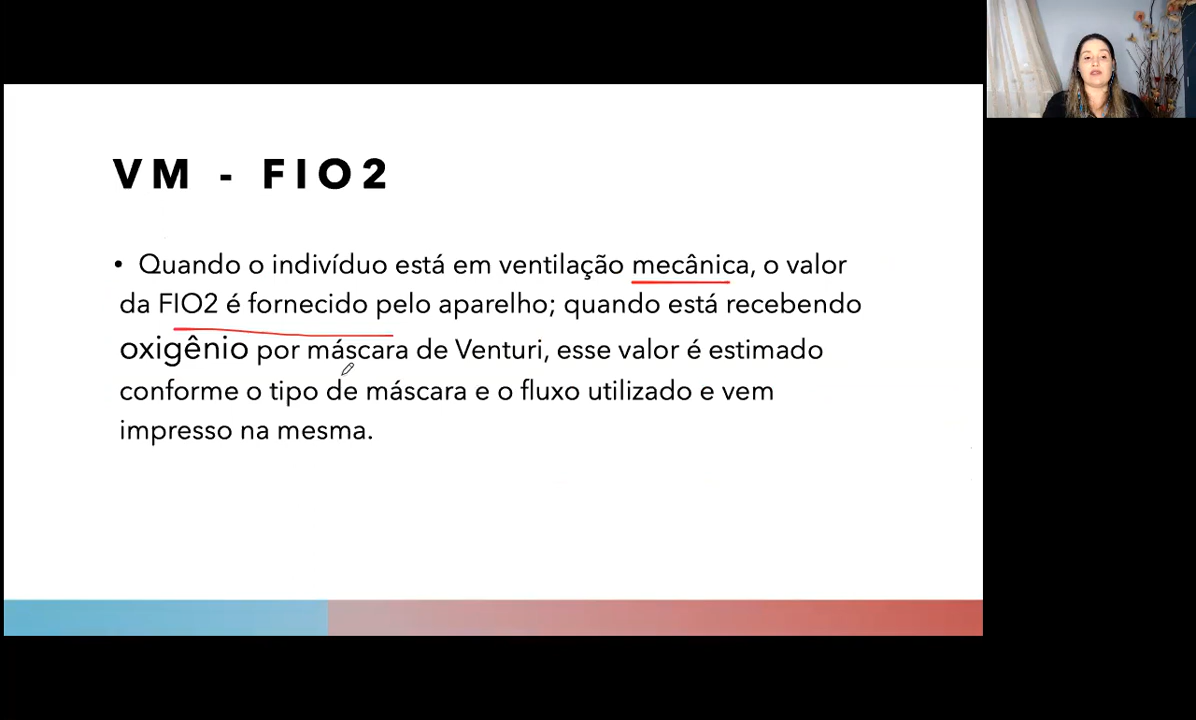 VM - FIO2
• Quando o indivíduo está em ventilação mecânica, o valor
da FIO2 é fornecido pelo aparelho; quando está recebendo
oxigênio por máscara de Venturi, esse valor é estimado
conforme o tipo de máscara e o fluxo utilizado e vem
impresso na mesma.